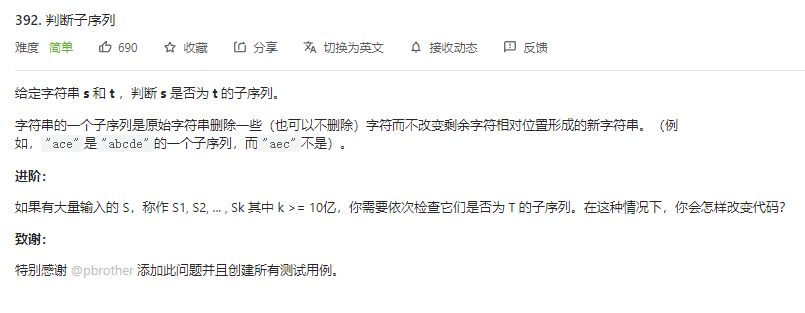 392. 判断子序列
难度 简单 690 收藏 分享 切换为英文 接收动态 反馈
给定字符串 s 和 t ，判断 s 是否为 t 的子序列。
字符串的一个子序列是原始字符串删除一些（也可以不删除）字符而不改变剩余字符相对位置形成的新字符串。（例
如，"ace"是"abcde"的一个子序列，而"aec"不是）。
进阶：
如果有大量输入的 S，称作 S1, S2, ... , Sk 其中 k >= 10亿，你需要依次检查它们是否为 T 的子序列。在这种情况下，你会怎样改变代码？
致谢：
特别感谢 @pbrother 添加此问题并且创建所有测试用例。